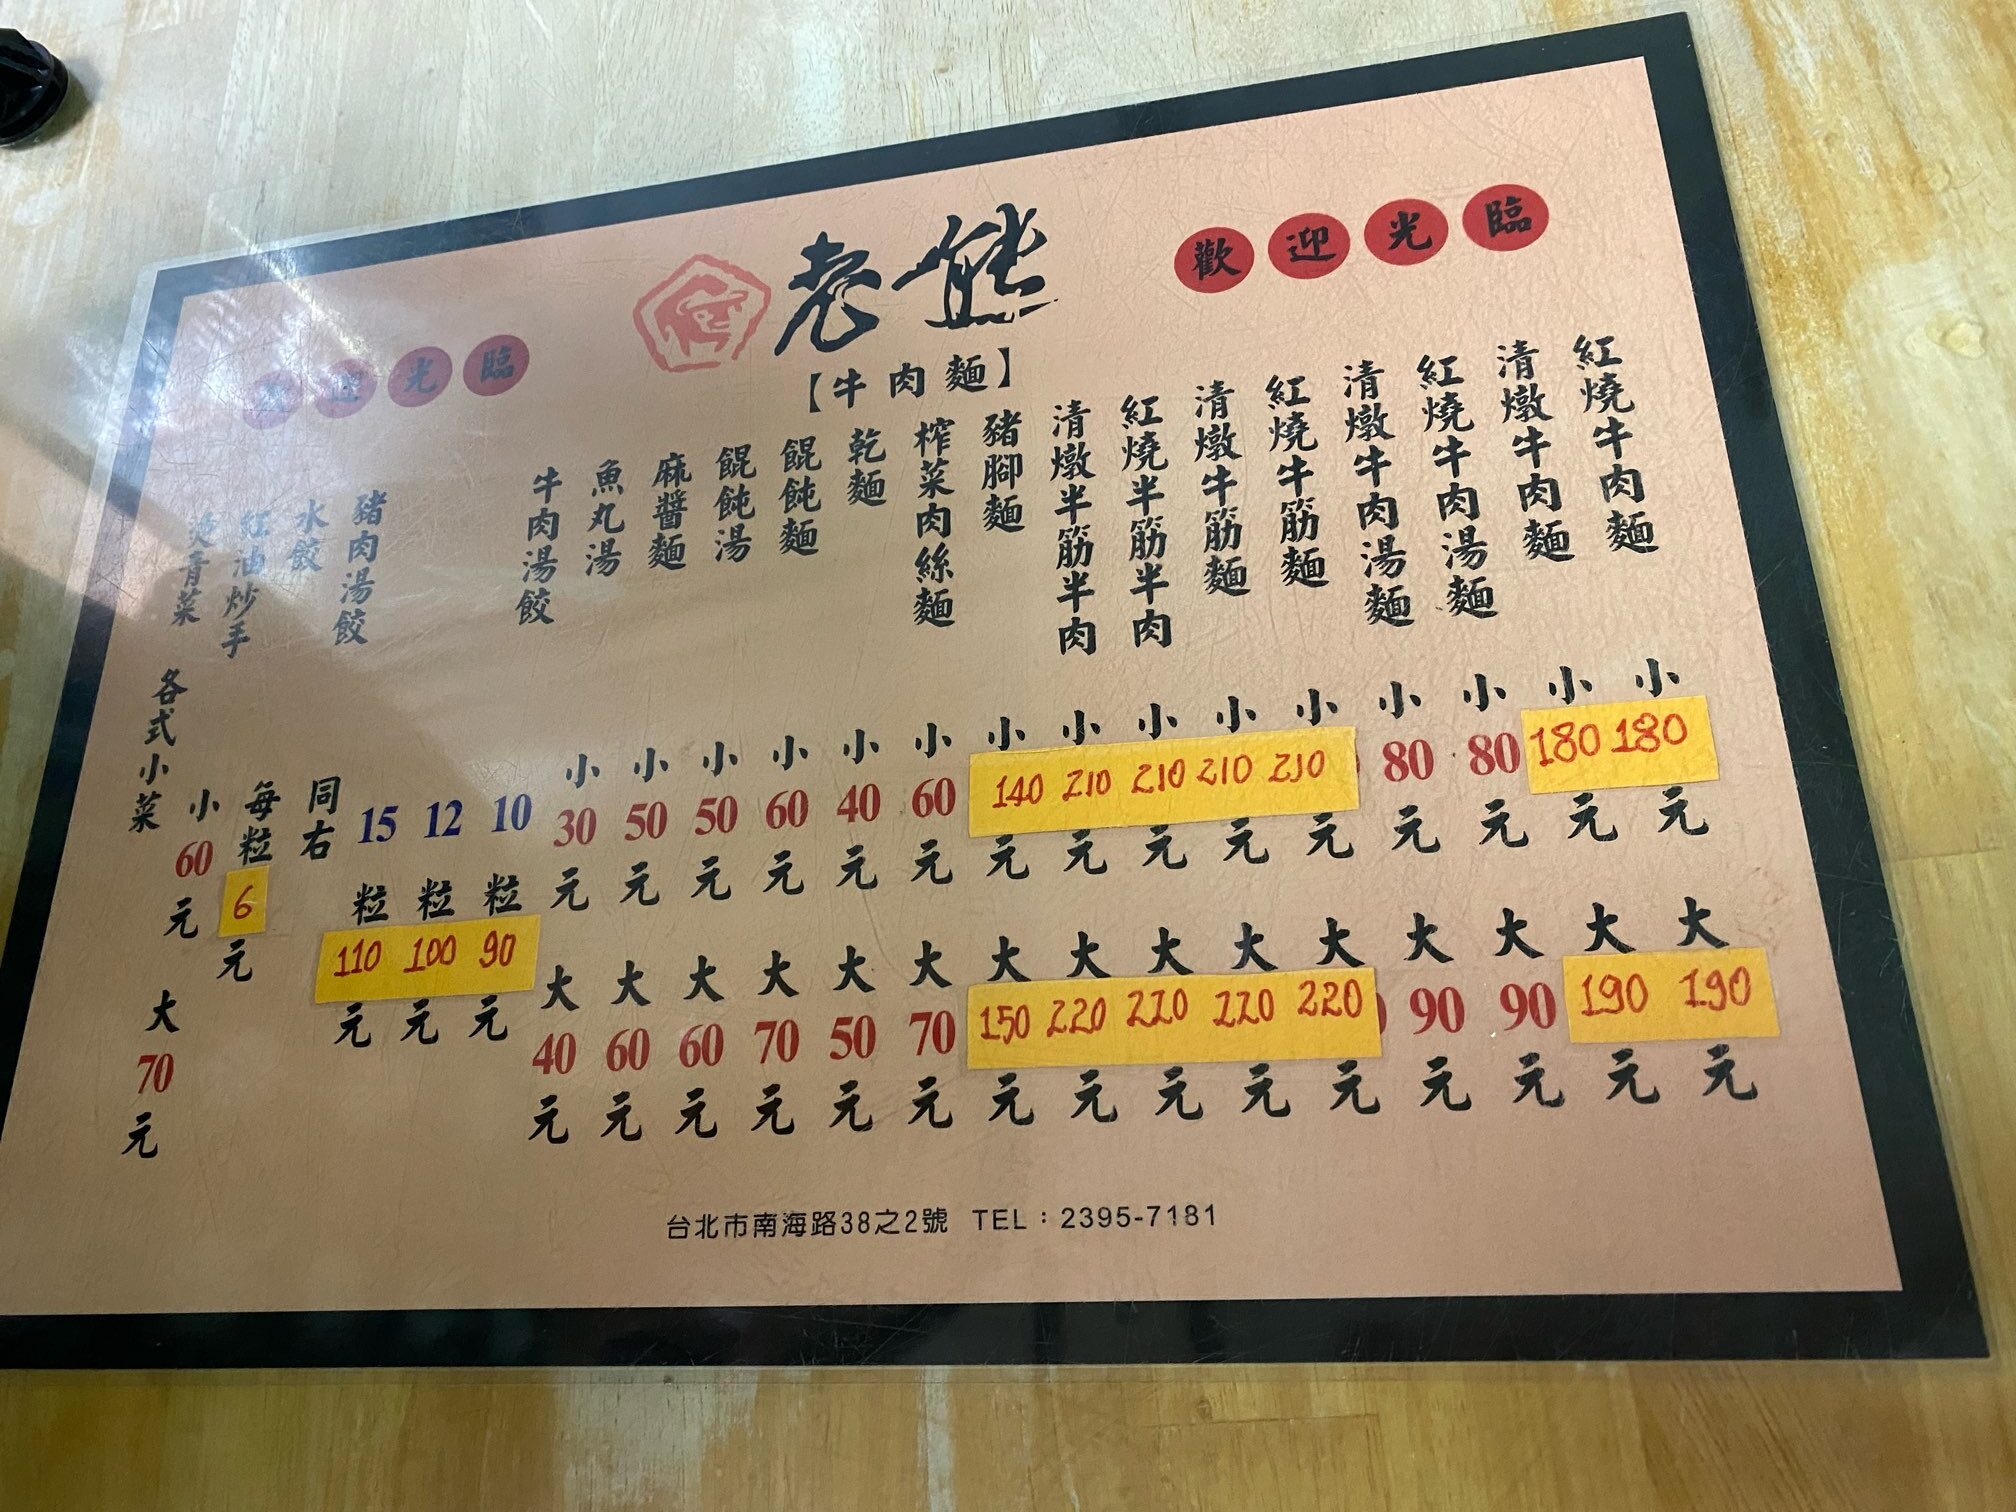 歡迎光臨
老熊
【牛肉麵】
歡迎光臨
紅燒牛肉麵 小 180 元 大 190 元
清燉牛肉麵 小 180 元 大 190 元
紅燒牛肉湯麵 小 80 元 大 90 元
清燉牛肉湯麵 小 80 元 大 90 元
紅燒牛筋麵 小 210 元 大 220 元
清燉牛筋麵 小 210 元 大 220 元
紅燒半筋半肉 小 210 元 大 220 元
清燉半筋半肉 小 210 元 大 220 元
豬腳麵 小 140 元 大 150 元
榨菜肉絲麵 小 60 元 大 70 元
乾麵 小 40 元 大 50 元
餛飩麵 小 60 元 大 70 元
餛飩湯 小 50 元 大 60 元
麻醬麵 小 50 元 大 60 元
魚丸湯 小 30 元 大 40 元
牛肉湯餃 10 粒 90 元
12 粒 100 元
15 粒 110 元
豬肉湯餃 同右
水餃 每粒 6 元
紅油炒手 小 60 元 大 70 元
燙青菜 各式小菜
台北市南海路38之2號 TEL：2395-7181